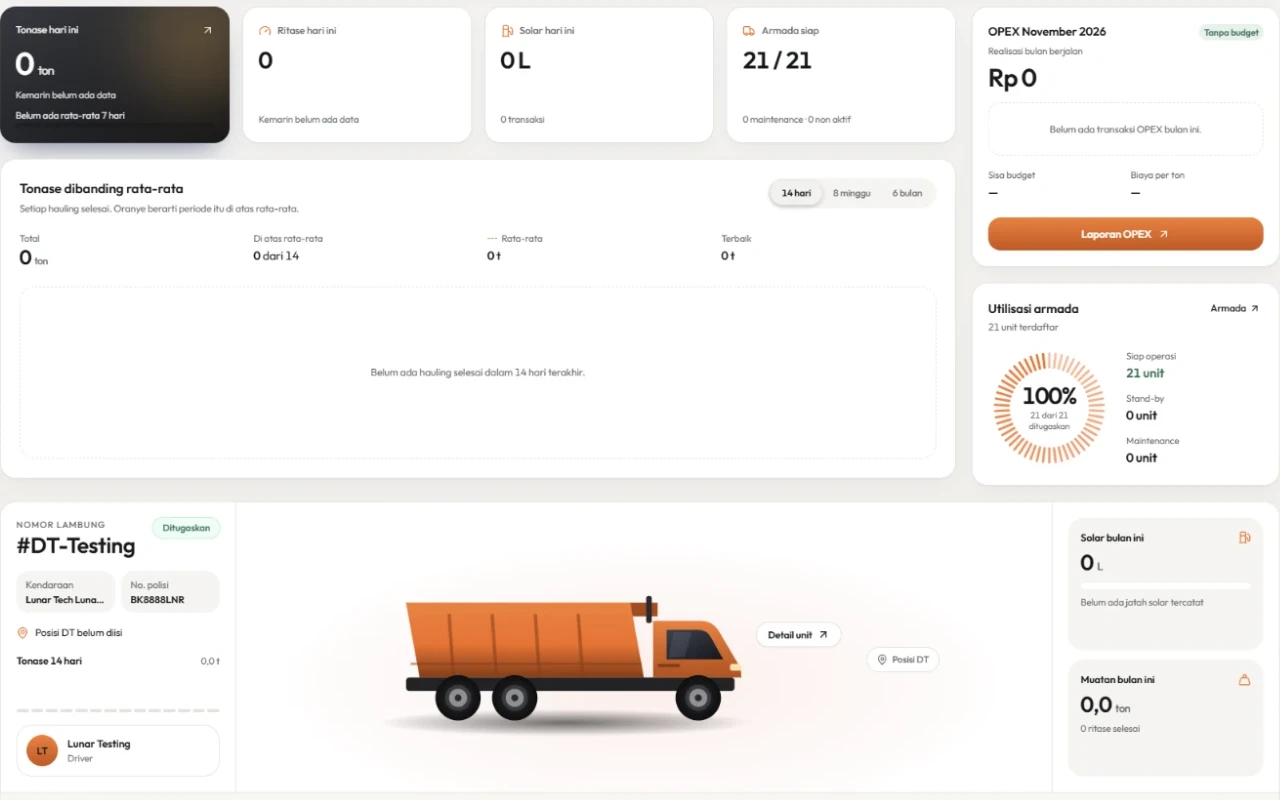 Tonase hari ini
0 ton
Kemarin belum ada data
Belum ada rata-rata 7 hari
Ritase hari ini
0
Kemarin belum ada data
Solar hari ini
0 L
0 transaksi
Armada siap
21 / 21
0 maintenance · 0 non aktif
OPEX November 2026
Tanpa budget
Realisasi bulan berjalan
Rp 0
Belum ada transaksi OPEX bulan ini.
Sisa budget
—
Biaya per ton
—
Laporan OPEX
Tonase dibanding rata-rata
Setiap hauling selesai. Oranye berarti periode itu di atas rata-rata.
14 hari
8 minggu
6 bulan
Total
0 ton
Di atas rata-rata
0 dari 14
Rata-rata
0 t
Terbaik
0 t
Belum ada hauling selesai dalam 14 hari terakhir.
Utilisasi armada
Armada
21 unit terdaftar
100%
21 dari 21
ditugaskan
Siap operasi
21 unit
Stand-by
0 unit
Maintenance
0 unit
NOMOR LAMBUNG
#DT-Testing
Ditugaskan
Kendaraan
Lunar Tech Luna...
No. polisi
BK8888LNR
Posisi DT belum diisi
Tonase 14 hari
0,0 t
LT
Lunar Testing
Driver
Detail unit
Posisi DT
Solar bulan ini
0 L
Belum ada jatah solar tercatat
Muatan bulan ini
0,0 ton
0 ritase selesai